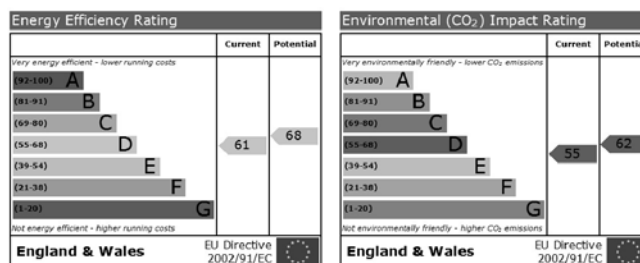 Energy Efficiency Rating
Current Potential
Very energy efficient - lower running costs
(92-100) A
(81-91) B
(69-80) C
(55-68) D
(39-54) E
(21-38) F
(1-20) G
61
68
Not energy efficient - higher running costs
England & Wales
EU Directive
2002/91/EC
Environmental (CO₂) Impact Rating
Current Potential
Very environmentally friendly - lower CO₂ emissions
(92-100) A
(81-91) B
(69-80) C
(55-68) D
(39-54) E
(21-38) F
(1-20) G
55
62
Not environmentally friendly - higher CO₂ emissions
England & Wales
EU Directive
2002/91/EC